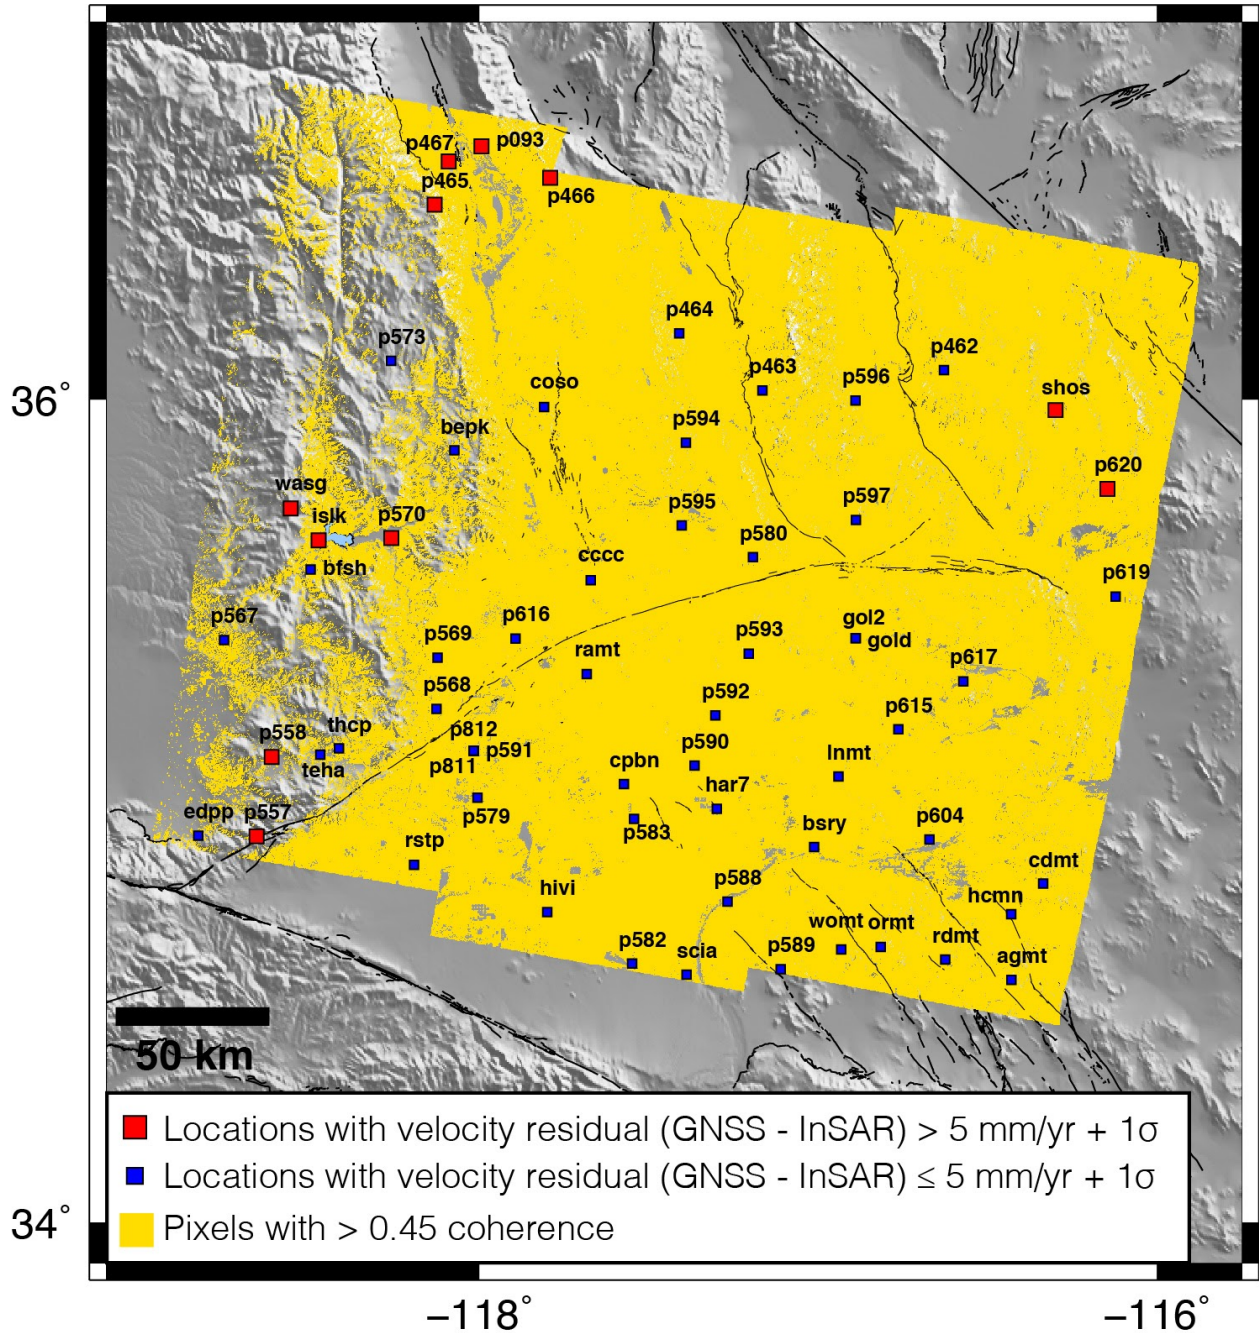 p467
p093
p465
p466
p464
p573
p462
p463
p596
coso
shos
36°
p594
bepk
p620
wasg
p595
p597
islk
p570
p580
cccc
bfsh
p619
p567
p616
gol2
p569
ramt
p593
gold
p617
p568
p592
p615
p558
thcp
p812
p591
p590
p811
cpbn
lnmt
teha
har7
edpp
p557
p579
p583
bsry
p604
rstp
cdmt
hivi
p588
hcmn
womt
ormt
p582
scia
p589
rdmt
agmt
50 km
Locations with velocity residual (GNSS - InSAR) > 5 mm/yr + 1σ
Locations with velocity residual (GNSS - InSAR) ≤ 5 mm/yr + 1σ
34°
Pixels with > 0.45 coherence
−118°
−116°